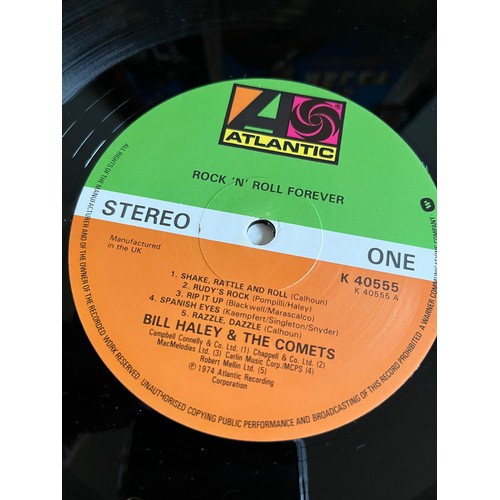 ATLANTIC
ROCK 'N' ROLL FOREVER
STEREO
ONE
Manufactured
in the UK
K 40555
K 40555 A
1. SHAKE, RATTLE AND ROLL (Calhoun)
2. RUDY'S ROCK (Pompilli/Haley)
3. RIP IT UP (Blackwell/Marascalco)
4. SPANISH EYES (Kaempfert/Singleton/Snyder)
5. RAZZLE, DAZZLE (Calhoun)
BILL HALEY & THE COMETS
Campbell Connelly & Co. Ltd. (1) Chappell & Co. Ltd. (2)
MacMelodies Ltd. (3) Carlin Music Corp./MCPS (4)
Robert Mellin Ltd. (5)
℗ 1974 Atlantic Recording
Corporation
ALL RIGHTS OF THE MANUFACTURER AND OF THE OWNER OF THE RECORDED WORK RESERVED. UNAUTHORISED COPYING PUBLIC PERFORMANCE AND BROADCASTING OF THIS RECORD PROHIBITED
A WARNER COMMUNICATIONS COMPANY